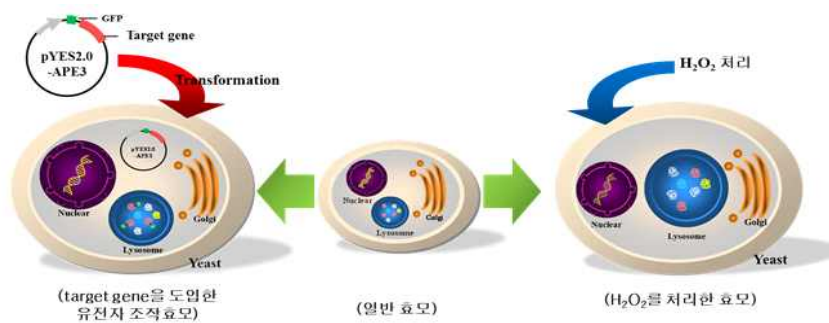 GFP
Target gene
pYES2.0
-APE3
Transformation
H₂O₂ 처리
pYES2.0
-APE3
Nuclear
Golgi
Lysosome
Yeast
Nuclear
Golgi
Lysosome
Nuclear
Lysosome
Golgi
Yeast
(target gene을 도입한
유전자 조작효모)
(일반 효모)
(H₂O₂를 처리한 효모)